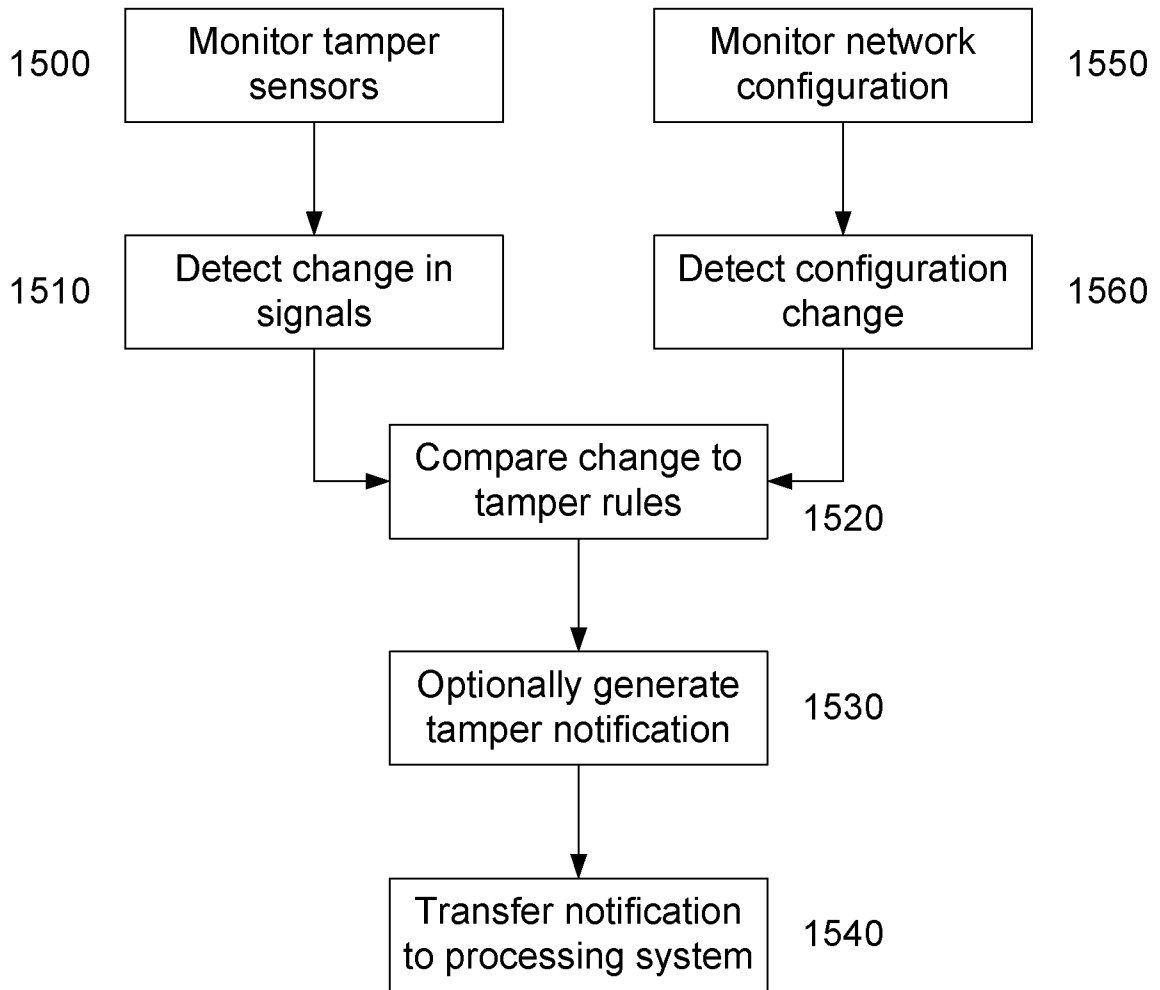 1500
Monitor tamper
sensors
Monitor network
configuration
1550
1510
Detect change in
signals
Detect configuration
change
1560
Compare change to
tamper rules
1520
Optionally generate
tamper notification
1530
Transfer notification
to processing system
1540